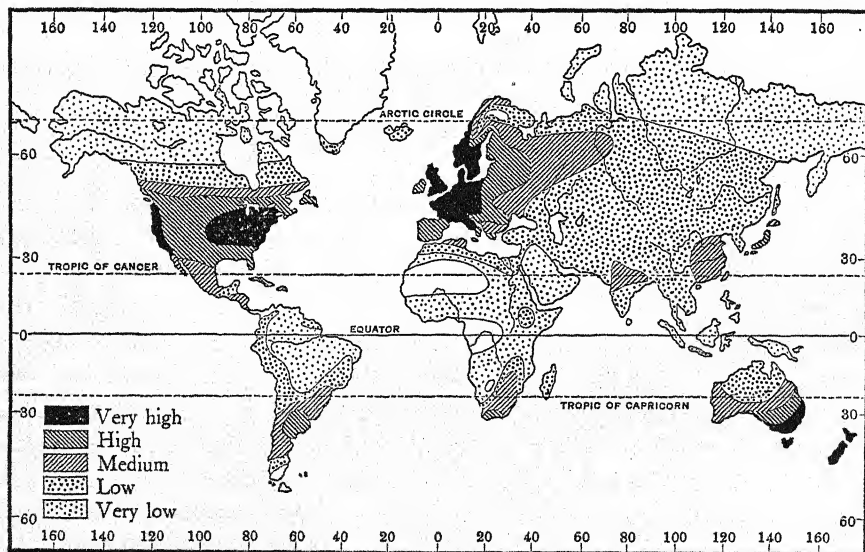 160 120 100 80 60 40 20 0 20 40 60 80 100 120 140 160
ARCTIC CIRCLE
60 60
30 30
TROPIC OF CANCER
EQUATOR
0 0
TROPIC OF CAPRICORN
30 30
Very high
High
Medium
Low
Very low
60 60
160 140 120 100 80 60 40 20 0 20 40 60 80 100 120 140 160